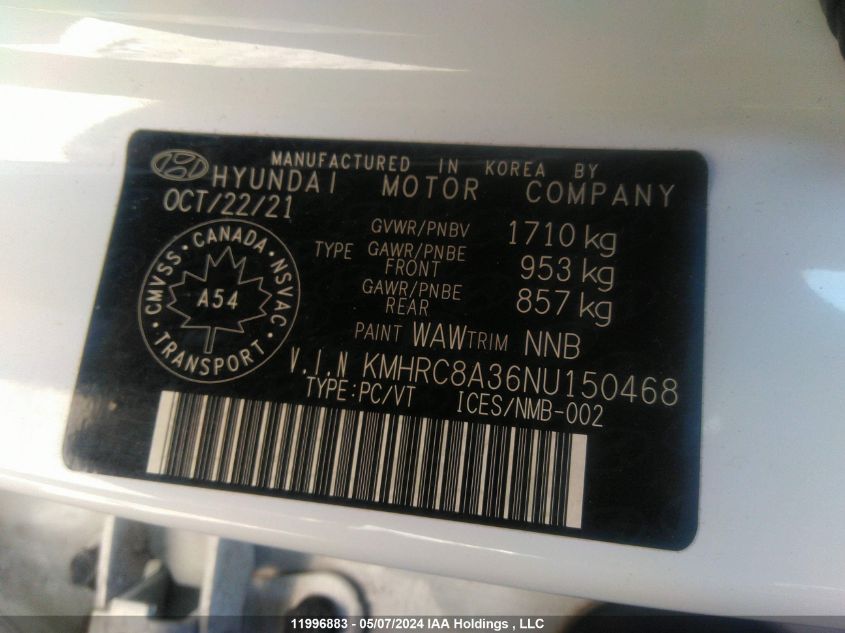 MANUFACTURED IN KOREA BY
HYUNDAI MOTOR COMPANY
OCT/22/21
GVWR/PNBV 1710 kg
TYPE GAWR/PNBE FRONT 953 kg
GAWR/PNBE REAR 857 kg
CMVSS · CANADA · NSVAC · TRANSPORT ·
A54
PAINT WAW TRIM NNB
V.I.N KMHRC8A36NU150468
TYPE:PC/VT ICES/NMB-002
11996883 - 05/07/2024 IAA Holdings , LLC